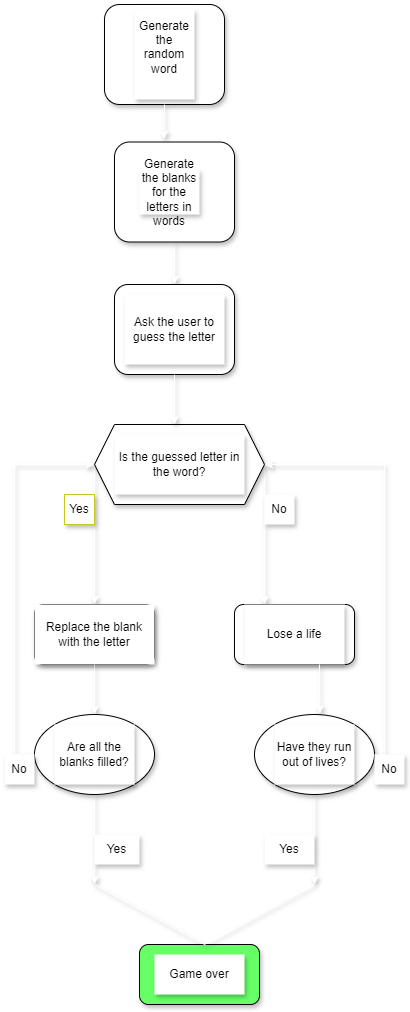 Generate
the
random
word
Generate
the blanks
for the
letters in
words
Ask the user to
guess the letter
Is the guessed letter in
the word?
Yes
No
Replace the blank
with the letter
Lose a life
Are all the
blanks filled?
Have they run
out of lives?
No
No
Yes
Yes
Game over